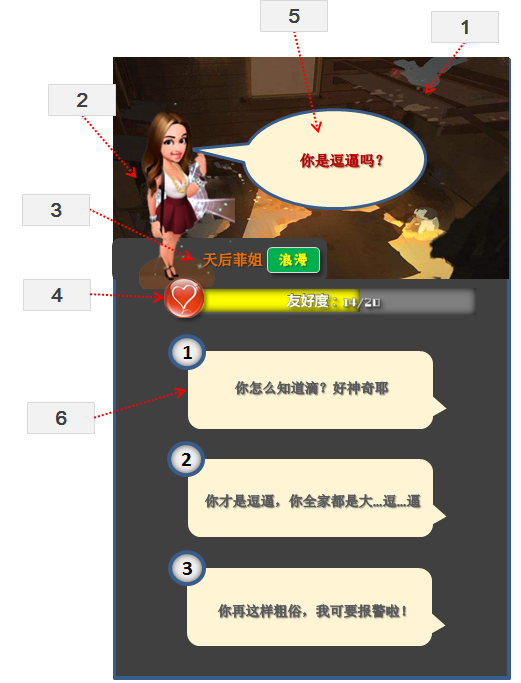 5
1
2
你是逗逼吗?
3
天后菲姐 浪漫
4
友好度：14/20
1
你怎么知道滴? 好神奇耶
6
2
你才是逗逼，你全家都是大...逗...逼
3
你再这样粗俗，我可要报警啦!